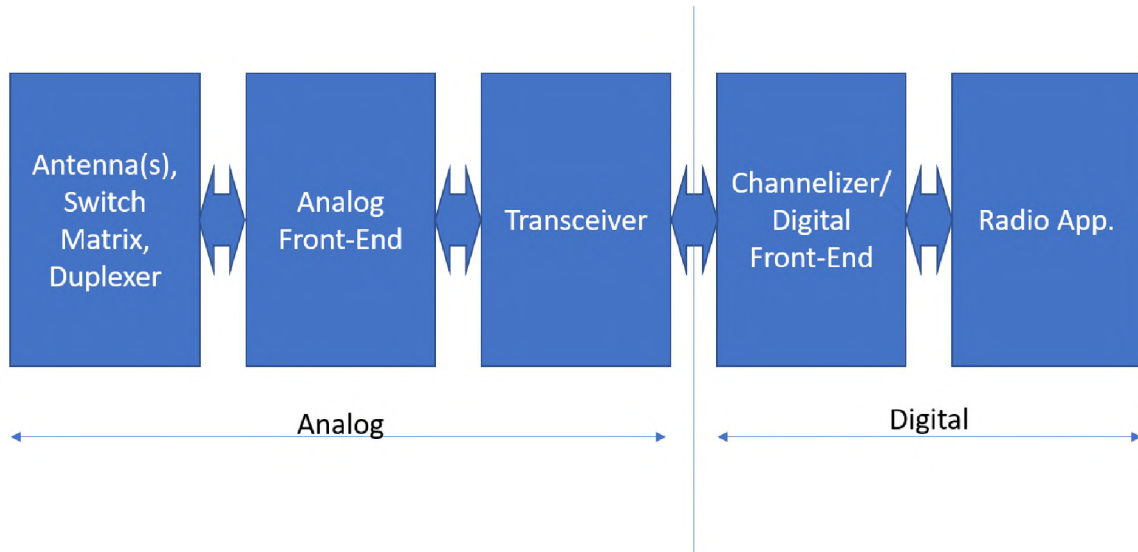 Antenna(s),
Switch
Matrix,
Duplexer
Analog
Front-End
Transceiver
Channelizer/
Digital
Front-End
Radio App.
Analog
Digital